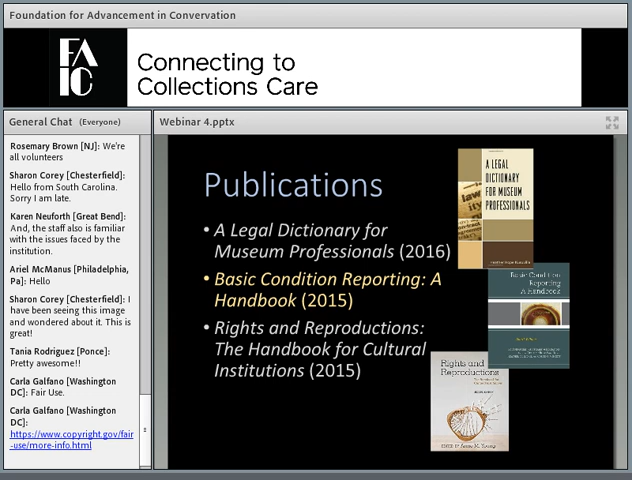 Foundation for Advancement in Convervation
FA
IC
Connecting to
Collections Care
General Chat (Everyone)
Rosemary Brown [NJ]: We're
all volunteers
Sharon Corey [Chesterfield]:
Hello from South Carolina.
Sorry I am late.
Karen Neuforth [Great Bend]:
And, the staff also is familiar
with the issues faced by the
institution.
Ariel McManus [Philadelphia,
Pa]: Hello
Sharon Corey [Chesterfield]: I
have been seeing this image
and wondered about it. This is
great!
Tania Rodriguez [Ponce]:
Pretty awesome!!
Carla Galfano [Washington
DC]: Fair Use.
Carla Galfano [Washington
DC]:
https://www.copyright.gov/fair
-use/more-info.html
Webinar 4.pptx
Publications
• A Legal Dictionary for
Museum Professionals (2016)
• Basic Condition Reporting: A
Handbook (2015)
• Rights and Reproductions:
The Handbook for Cultural
Institutions (2015)
A LEGAL
DICTIONARY
FOR
MUSEUM
PROFESSIONALS
Basic Condition
Reporting
A Handbook
Rights and
Reproductions
Anne M. Young